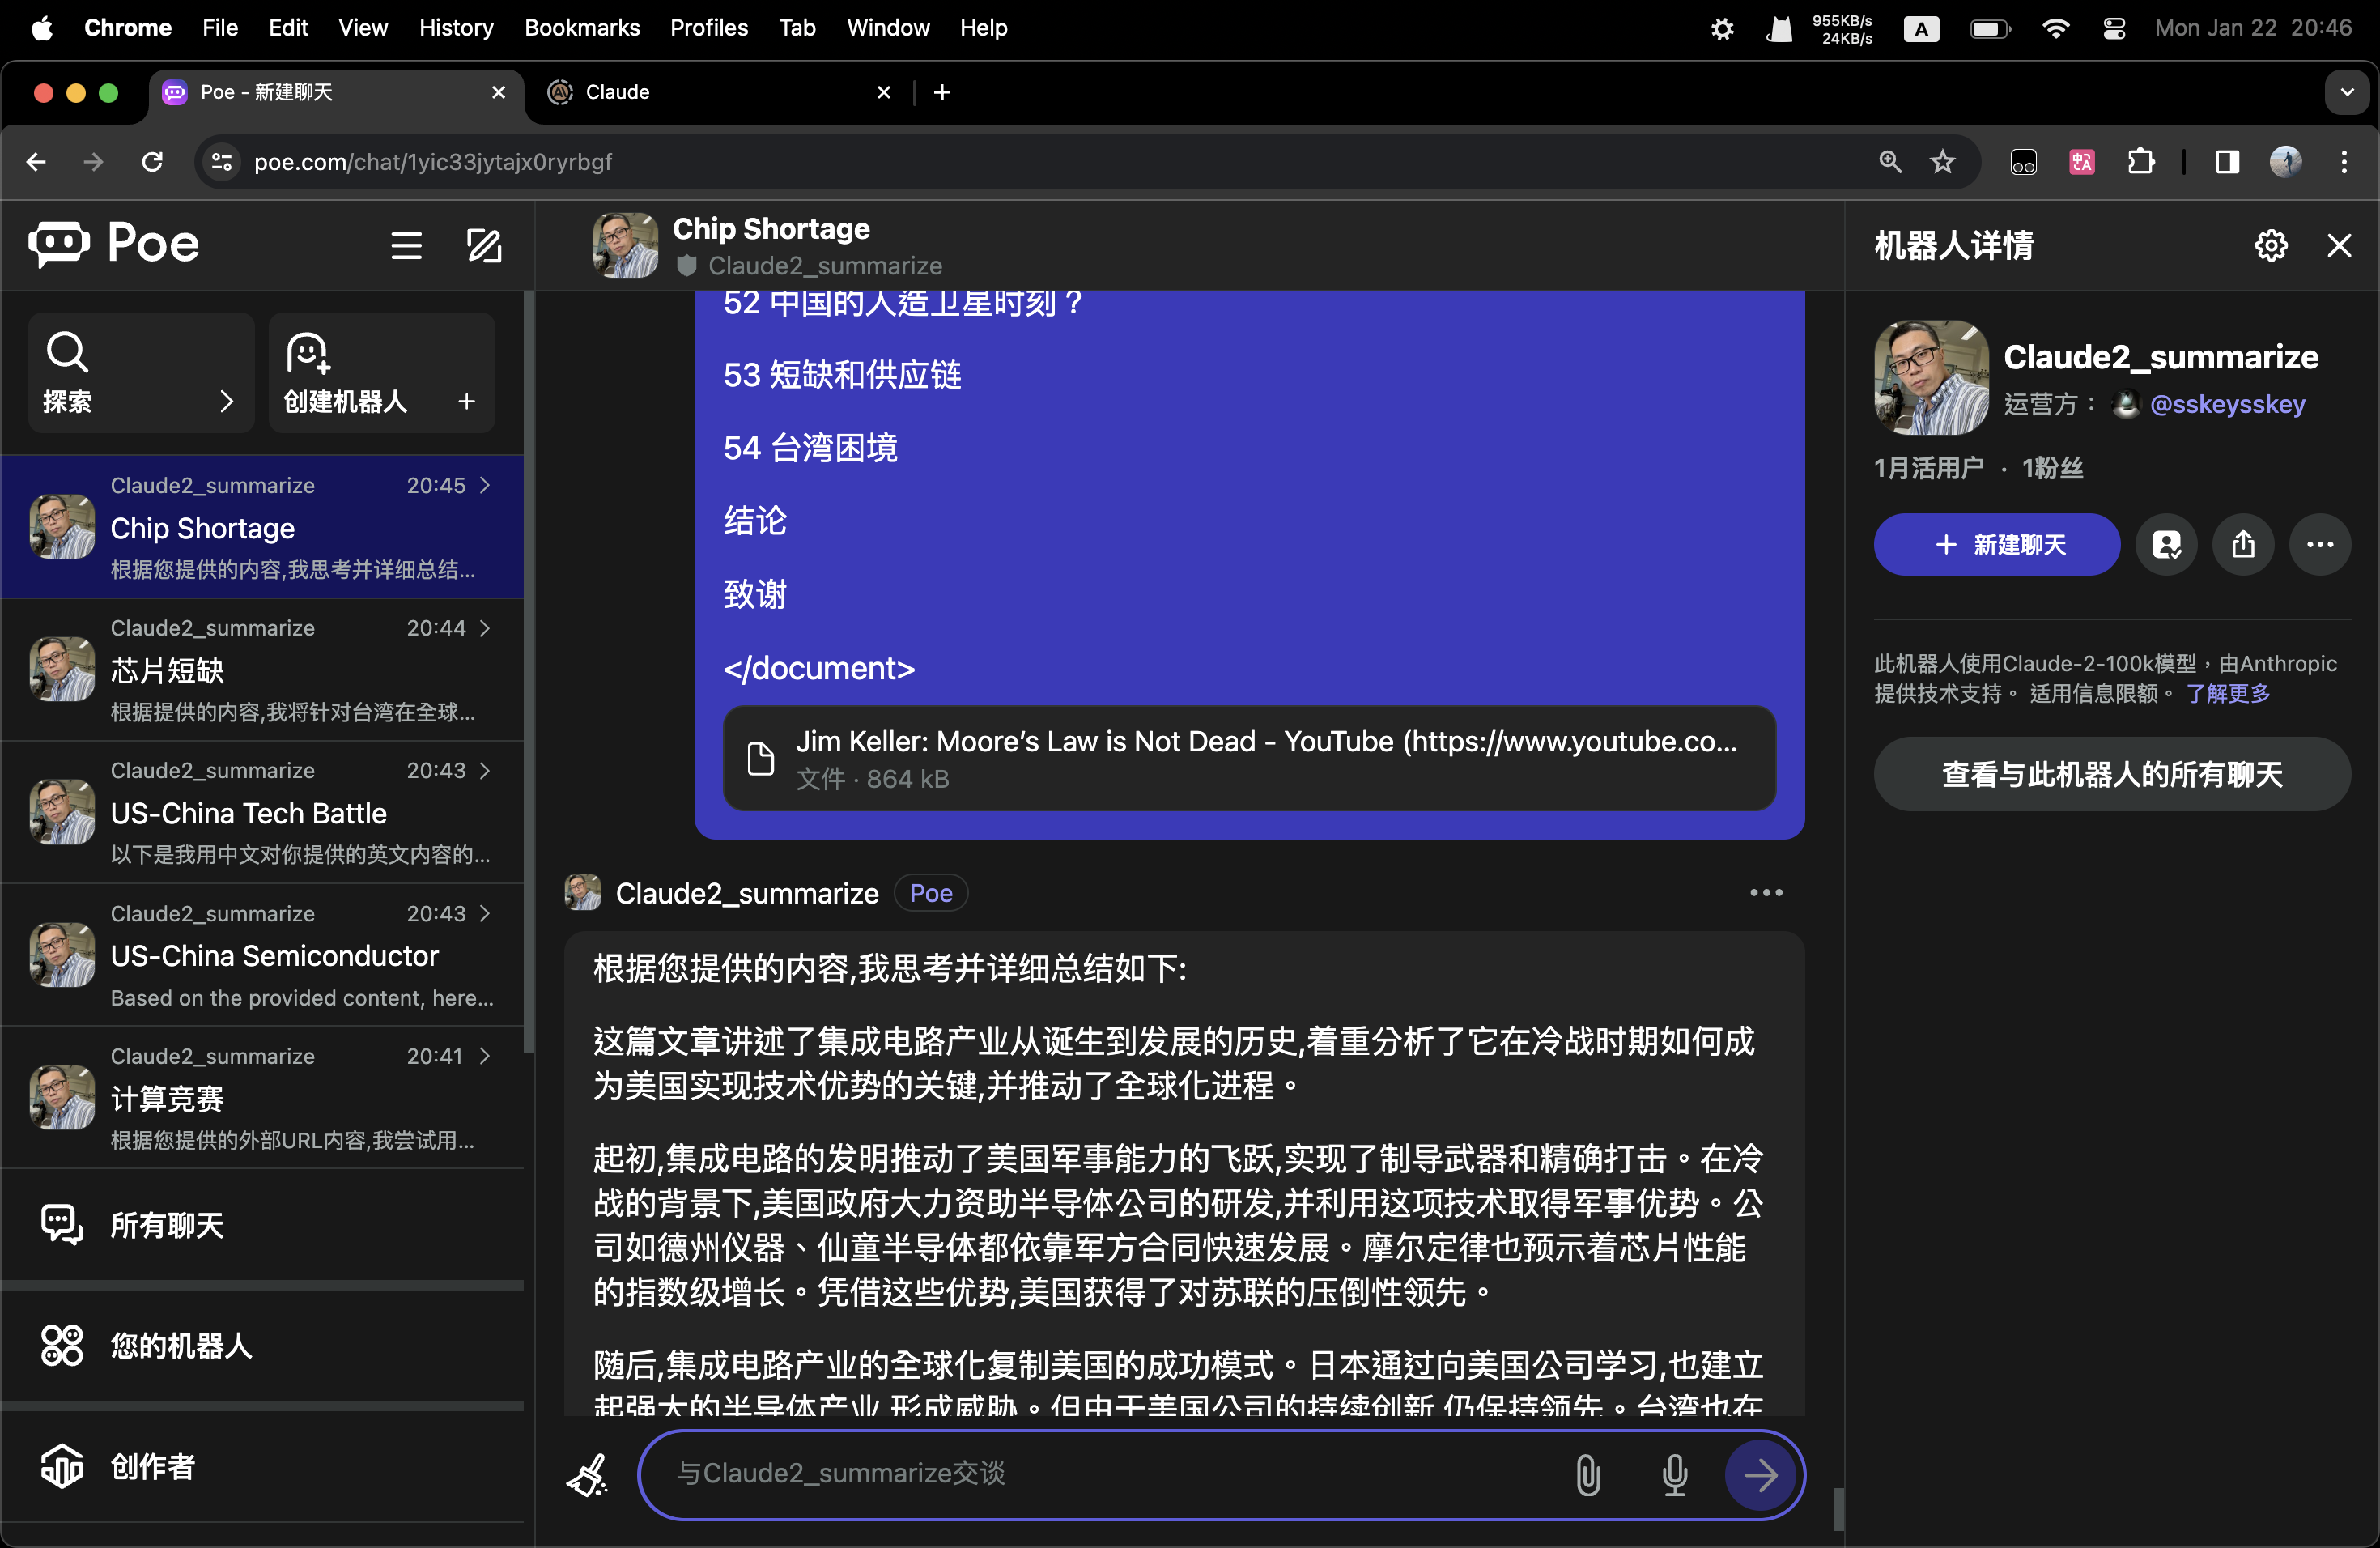 Chrome File Edit View History Bookmarks Profiles Tab Window Help
955KB/s
24KB/s
A
Mon Jan 22 20:46
Poe - 新建聊天
Claude
poe.com/chat/1yic33jytajx0ryrbgf
Poe
探索
创建机器人
Claude2_summarize 20:45
Chip Shortage
根据您提供的内容,我思考并详细总结...
Claude2_summarize 20:44
芯片短缺
根据提供的内容,我将针对台湾在全球...
Claude2_summarize 20:43
US-China Tech Battle
以下是我用中文对你提供的英文内容的...
Claude2_summarize 20:43
US-China Semiconductor
Based on the provided content, here...
Claude2_summarize 20:41
计算竞赛
根据您提供的外部URL内容,我尝试用...
所有聊天
您的机器人
创作者
Chip Shortage
Claude2_summarize
52 中国的人造卫星时刻？
53 短缺和供应链
54 台湾困境
结论
致谢
</document>
Jim Keller: Moore’s Law is Not Dead - YouTube (https://www.youtube.co...
文件 · 864 kB
Claude2_summarize Poe
根据您提供的内容,我思考并详细总结如下:
这篇文章讲述了集成电路产业从诞生到发展的历史,着重分析了它在冷战时期如何成
为美国实现技术优势的关键,并推动了全球化进程。
起初,集成电路的发明推动了美国军事能力的飞跃,实现了制导武器和精确打击。在冷
战的背景下,美国政府大力资助半导体公司的研发,并利用这项技术取得军事优势。公
司如德州仪器、仙童半导体都依靠军方合同快速发展。摩尔定律也预示着芯片性能
的指数级增长。凭借这些优势,美国获得了对苏联的压倒性领先。
随后,集成电路产业的全球化复制美国的成功模式。日本通过向美国公司学习,也建立
起强大的半导体产业,形成威胁。但由于美国公司的持续创新,仍保持领先。台湾也在
与Claude2_summarize交谈
机器人详情
Claude2_summarize
运营方： @sskeysskey
1月活用户 · 1粉丝
新建聊天
此机器人使用Claude-2-100k模型，由Anthropic
提供技术支持。 适用信息限额。 了解更多
查看与此机器人的所有聊天